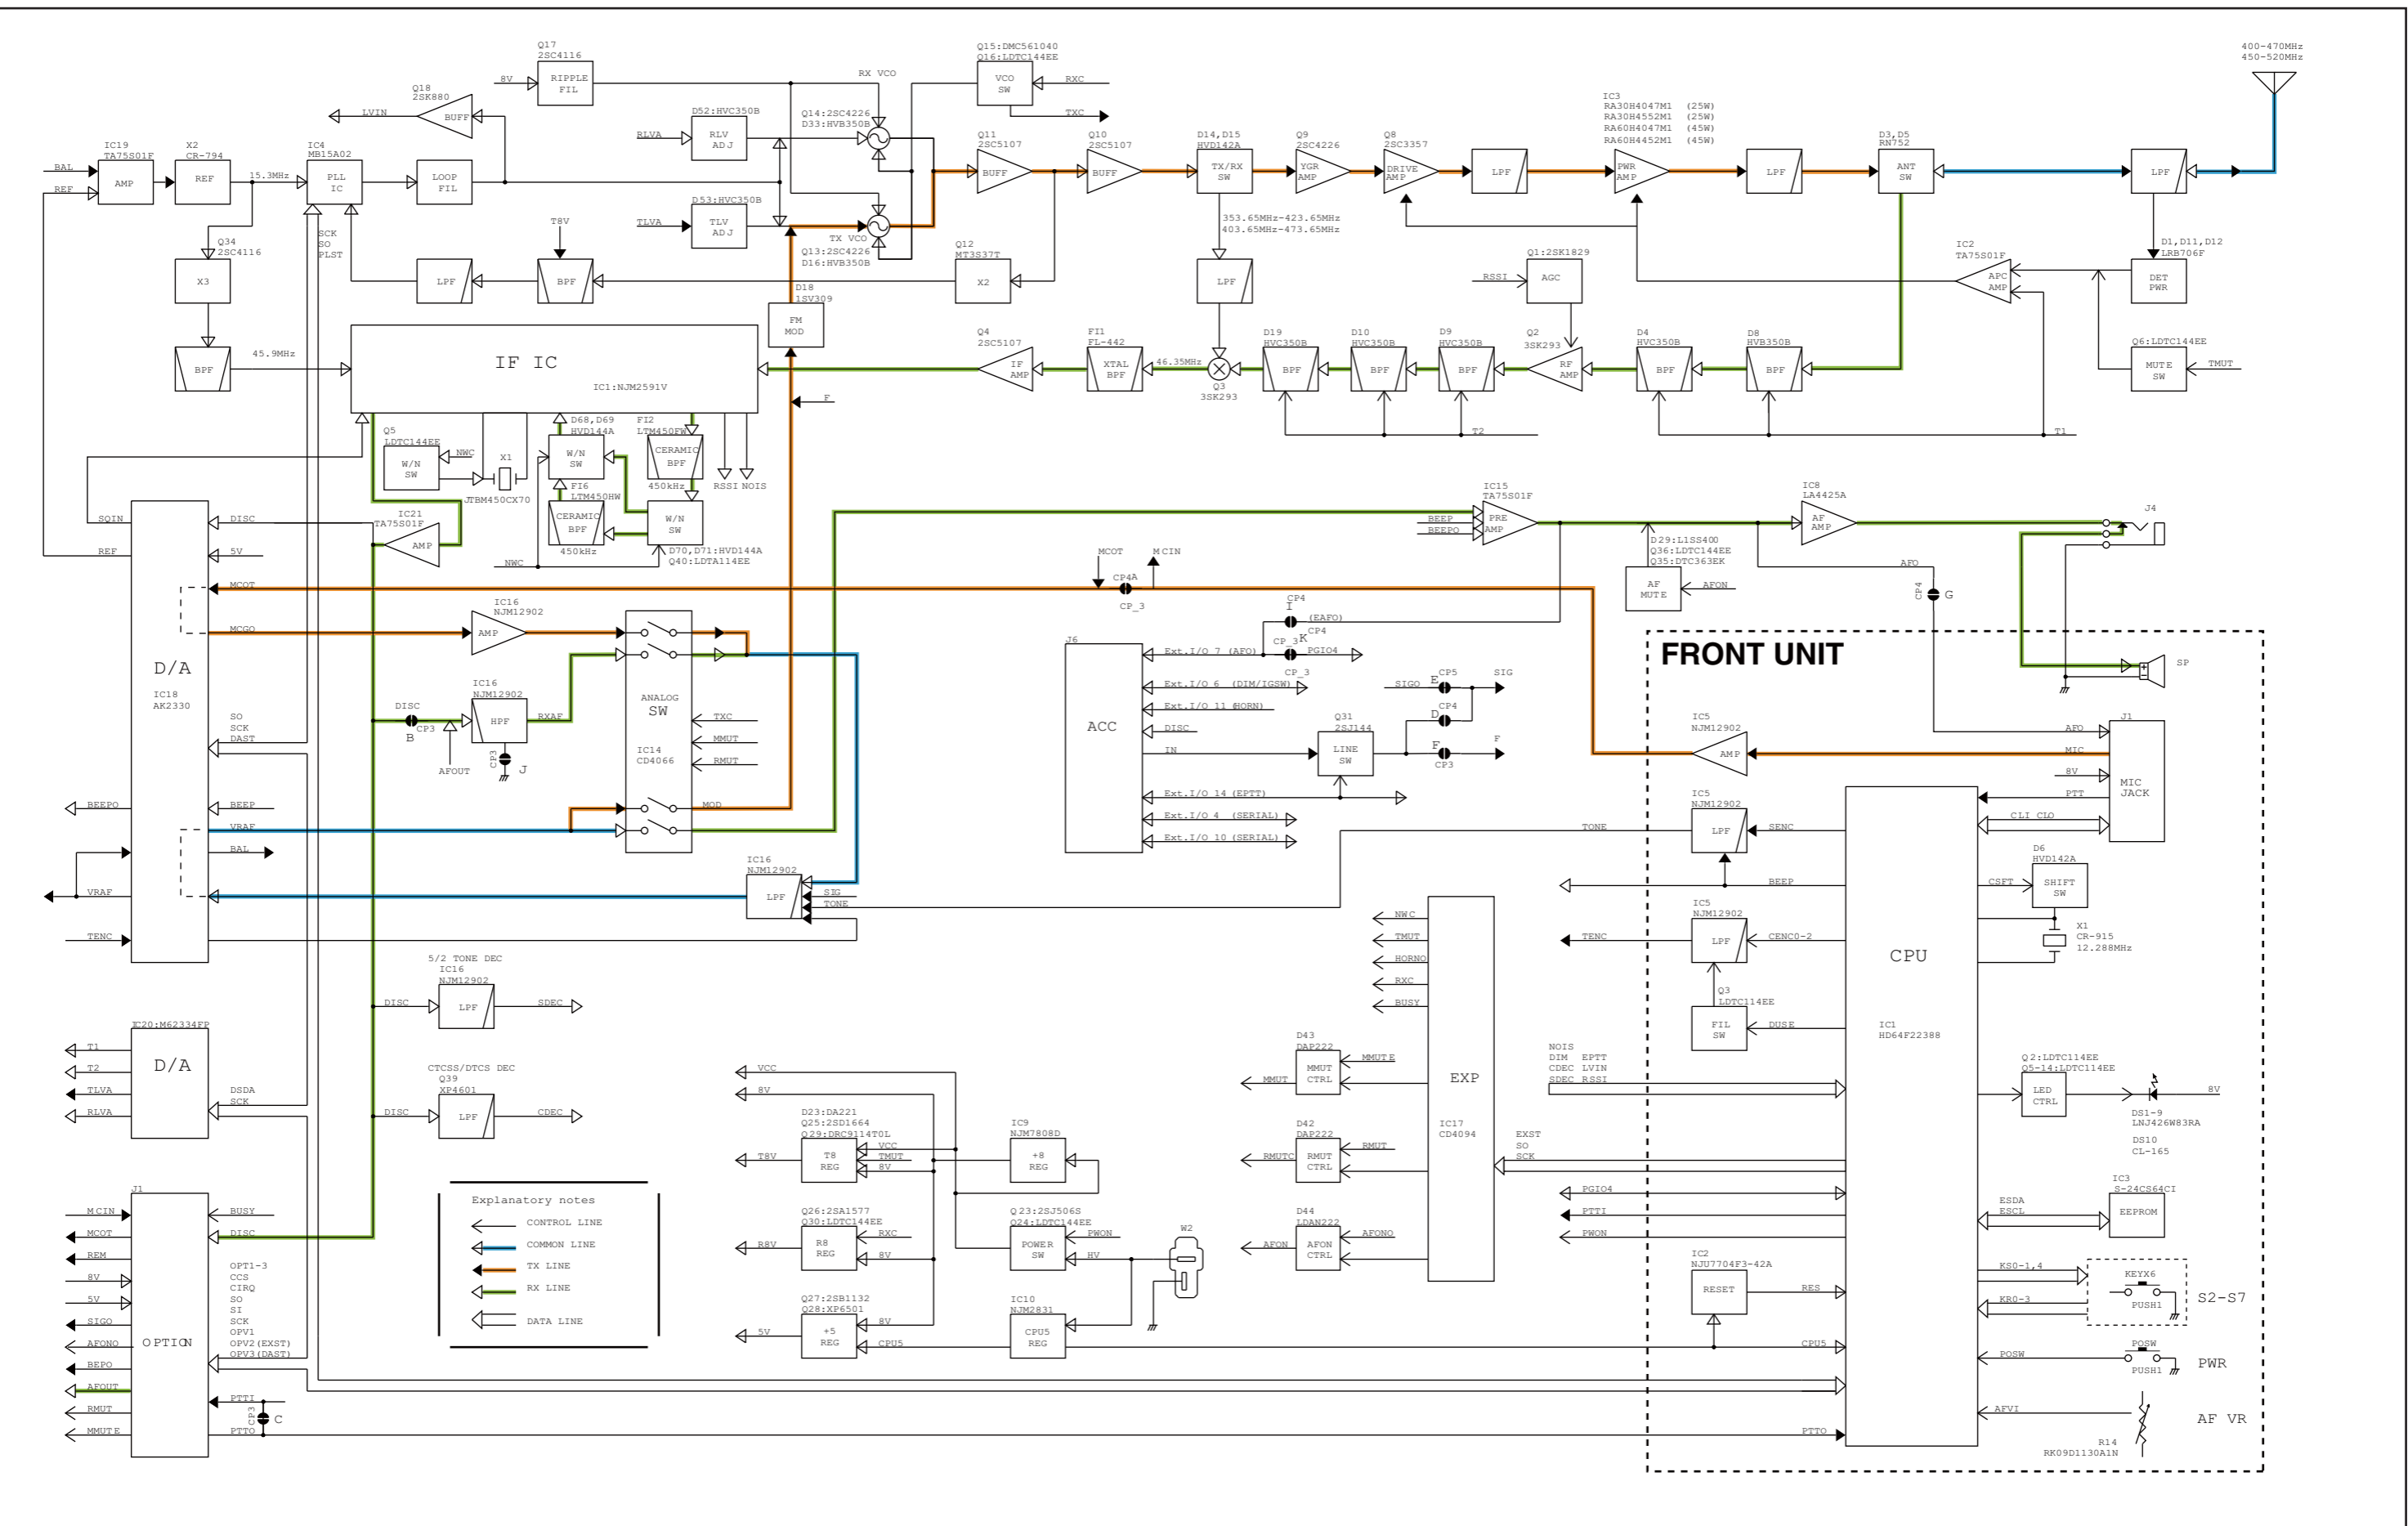 Q17
2SC4116
8V
RIPPLE
FIL
RX VCO
Q15:DMC561040
Q16:LDTC144EE
VCO
SW
RXC
TXC
400-470MHz
450-520MHz
Q18
2SK880
LVIN
BUFF
D52:HVC350B
RLVA
RLV
ADJ
Q14:2SC4226
D33:HVB350B
IC3
RA30H4047M1 (25W)
RA30H4552M1 (25W)
RA60H4047M1 (45W)
RA60H4452M1 (45W)
IC19
TA75S01F
BAL
REF
AMP
X2
CR-794
REF
15.3MHz
IC4
MB15A02
PLL
IC
LOOP
FIL
Q11
2SC5107
BUFF
Q10
2SC5107
BUFF
D14,D15
HVD142A
TX/RX
SW
Q9
2SC4226
YGR
AMP
Q8
2SC3357
DRIVE
AMP
LPF
PWR
AMP
LPF
D3,D5
RN752
ANT
SW
LPF
D53:HVC350B
TLVA
TLV
ADJ
TX VCO
Q13:2SC4226
D16:HVB350B
Q34
2SC4116
X3
SCK
SO
PLST
LPF
T8V
BPF
Q12
MT3S37T
X2
D18
1SV309
FM
MOD
353.65MHz-423.65MHz
403.65MHz-473.65MHz
LPF
Q1:2SK1829
RSSI
AGC
IC2
TA75S01F
APC
AMP
D1,D11,D12
LRB706F
DET
PWR
BPF
45.9MHz
IF IC
IC1:NJM2591V
Q4
2SC5107
IF
AMP
FI1
FL-442
XTAL
BPF
46.35MHz
Q3
3SK293
D19
HVC350B
BPF
D10
HVC350B
BPF
D9
HVC350B
BPF
Q2
3SK293
RF
AMP
D4
HVC350B
BPF
D8
HVB350B
BPF
Q6:LDTC144EE
MUTE
SW
TMUT
F
T2
T1
Q5
LDTC144EE
W/N
SW
NWC
X1
JTBM450CX70
D68,D69
HVD144A
W/N
SW
FI2
LTM450FW
CERAMIC
BPF
450kHz
RSSI NOIS
FI6
LTM450HW
CERAMIC
BPF
450kHz
W/N
SW
D70,D71:HVD144A
Q40:LDTA114EE
NWC
IC21
TA75S01F
AMP
SQIN
REF
DISC
5V
MCOT
MCGO
D/A
IC18
AK2330
SO
SCK
DAST
BEEPO
BEEP
VRAF
BAL
VRAF
TENC
IC16
NJM12902
AMP
DISC
CP3
B
AFOUT
IC16
NJM12902
HPF
CP3
J
RXAF
ANALOG
SW
IC14
CD4066
TXC
MMUT
RMUT
MOD
IC16
NJM12902
LPF
SIG
TONE
MCOT
MCIN
CP4A
CP_3
IC15
TA75S01F
BEEP
BEEPO
PRE
AMP
D29:L1SS400
Q36:LDTC144EE
Q35:DTC363EK
AF
MUTE
AFON
IC8
LA4425A
AF
AMP
J4
AFO
CP4
G
CP4
I
(EAFO)
CP4
CP_3
K
PGIO4
CP_3
J6
ACC
Ext.I/O 7 (AFO)
Ext.I/O 6 (DIM/IGSW)
Ext.I/O 11 (HORN)
DISC
IN
Ext.I/O 14 (EPTT)
Ext.I/O 4 (SERIAL)
Ext.I/O 10 (SERIAL)
Q31
2SJ144
LINE
SW
SIGO
E
CP5
SIG
CP4
D
F
CP3
F
FRONT UNIT
SP
IC5
NJM12902
AMP
J1
AFO
MIC
8V
PTT
CLI CLO
MIC
JACK
IC5
NJM12902
LPF
TONE
SENC
BEEP
D6
HVD142A
CSFT
SHIFT
SW
IC5
NJM12902
LPF
TENC
CENC0-2
X1
CR-915
12.288MHz
CPU
IC1
HD64F22388
Q3
LDTC114EE
FIL
SW
DUSE
NOIS
DIM EPTT
CDEC LVIN
SDEC RSSI
Q2:LDTC114EE
Q5-14:LDTC114EE
LED
CTRL
8V
DS1-9
LNJ426W83RA
DS10
CL-165
5/2 TONE DEC
IC16
NJM12902
DISC
LPF
SDEC
CTCSS/DTCS DEC
Q39
XP4601
DISC
LPF
CDEC
IC20:M62334FP
D/A
T1
T2
TLVA
RLVA
DSDA
SCK
NWC
TMUT
HORNO
RXC
BUSY
EXP
IC17
CD4094
D43
DAP222
MMUT
MMUT
CTRL
MMUTE
D42
DAP222
RMUTC
RMUT
CTRL
RMUT
D44
LDAN222
AFON
AFON
CTRL
AFONO
EXST
SO
SCK
PGIO4
PTTI
PWON
VCC
8V
D23:DA221
Q25:2SD1664
Q29:DRC9114T0L
T8V
T8
REG
VCC
TMUT
8V
IC9
NJM7808D
+8
REG
Q26:2SA1577
Q30:LDTC144EE
R8V
R8
REG
RXC
8V
Q23:2SJ506S
Q24:LDTC144EE
POWER
SW
PWON
HV
W2
Q27:2SB1132
Q28:XP6501
5V
+5
REG
8V
CPU5
IC10
NJM2831
CPU5
REG
IC2
NJU7704F3-42A
RESET
RES
CPU5
IC3
S-24CS64CI
EEPROM
ESDA
ESCL
KS0-1,4
KR0-3
KEYX6
PUSH1
S2-S7
POSW
POSW
PUSH1
PWR
AFVI
R14
RK09D1130A1N
AF VR
J1
OPTION
MCIN
MCOT
REM
8V
5V
SIGO
AFONO
BEPO
AFOUT
RMUT
MMUTE
BUSY
DISC
OPT1-3
CCS
CIRQ
SO
SI
SCK
OPV1
OPV2(EXST)
OPV3(DAST)
PTTI
CP3
C
PTTO
PTTO
Explanatory notes
CONTROL LINE
COMMON LINE
TX LINE
RX LINE
DATA LINE